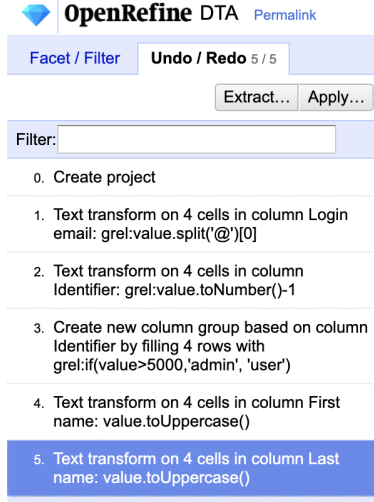 OpenRefine DTA Permalink
Facet / Filter Undo / Redo 5 / 5
Extract... Apply...
Filter:
0. Create project
1. Text transform on 4 cells in column Login
email: grel:value.split('@')[0]
2. Text transform on 4 cells in column
Identifier: grel:value.toNumber()-1
3. Create new column group based on column
Identifier by filling 4 rows with
grel:if(value>5000,'admin', 'user')
4. Text transform on 4 cells in column First
name: value.toUppercase()
5. Text transform on 4 cells in column Last
name: value.toUppercase()